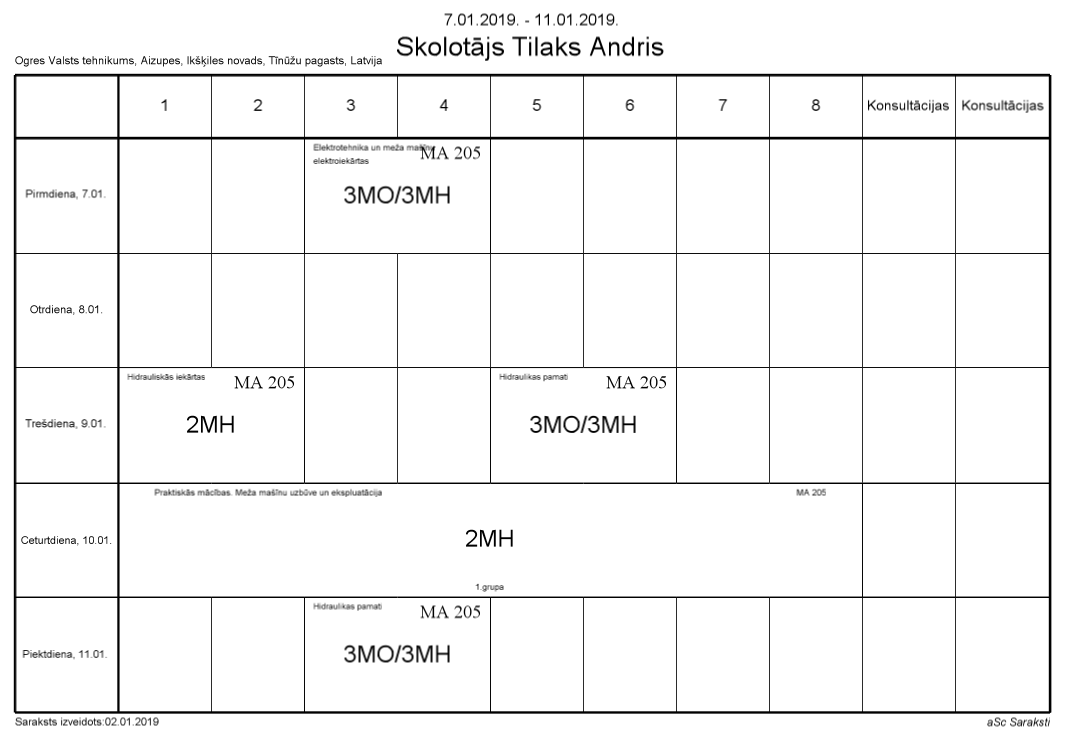 7.01.2019. - 11.01.2019.
Skolotājs Tilaks Andris
Ogres Valsts tehnikums, Aizupes, Ikšķiles novads, Tīnūžu pagasts, Latvija
1 2 3 4 5 6 7 8 Konsultācijas Konsultācijas
Pirmdiena, 7.01.
Elektrotehnika un meža mašīnu
elektroiekārtas
MA 205
3MO/3MH
Otrdiena, 8.01.
Trešdiena, 9.01.
Hidrauliskās iekārtas
MA 205
2MH
Hidraulikas pamati
MA 205
3MO/3MH
Ceturtdiena, 10.01.
Praktiskās mācības. Meža mašīnu uzbūve un ekspluatācija
MA 205
2MH
1.grupa
Piektdiena, 11.01.
Hidraulikas pamati
MA 205
3MO/3MH
Saraksts izveidots:02.01.2019
aSc Saraksti